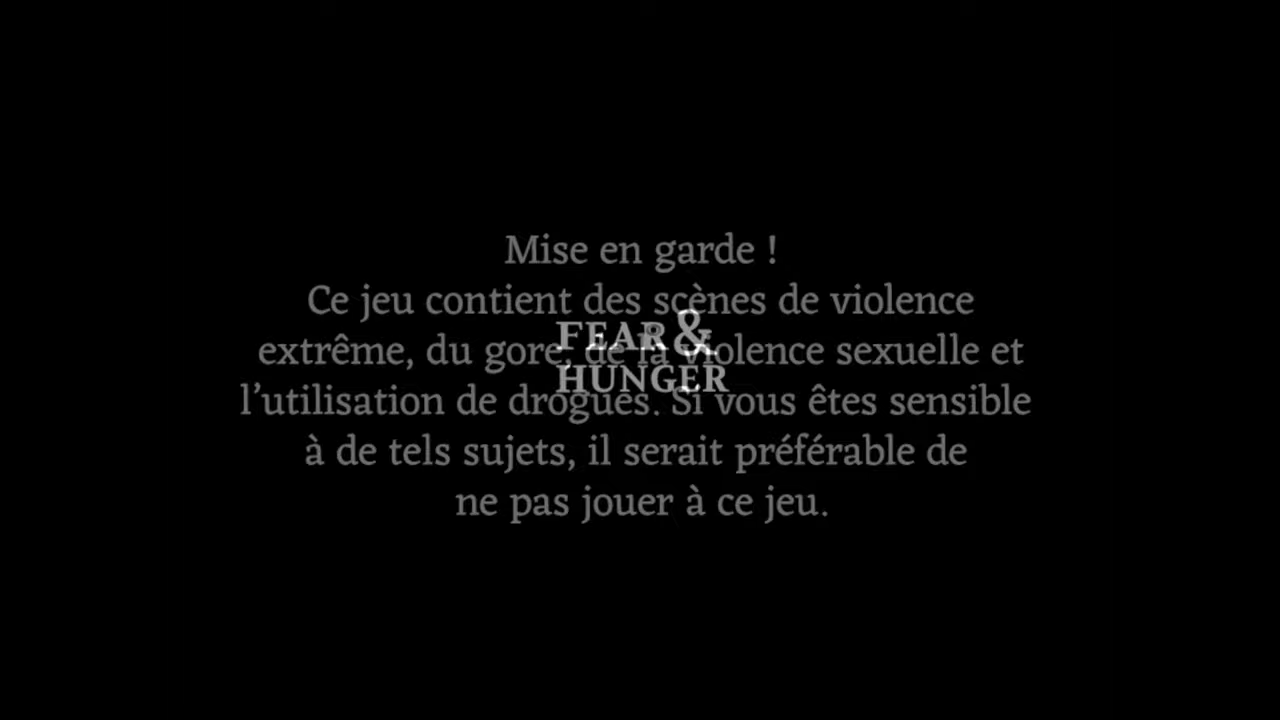 Mise en garde !
Ce jeu contient des scènes de violence
extrême, du gore, de la violence sexuelle et
l’utilisation de drogues. Si vous êtes sensible
à de tels sujets, il serait préférable de
ne pas jouer à ce jeu.
FEAR &
HUNGER